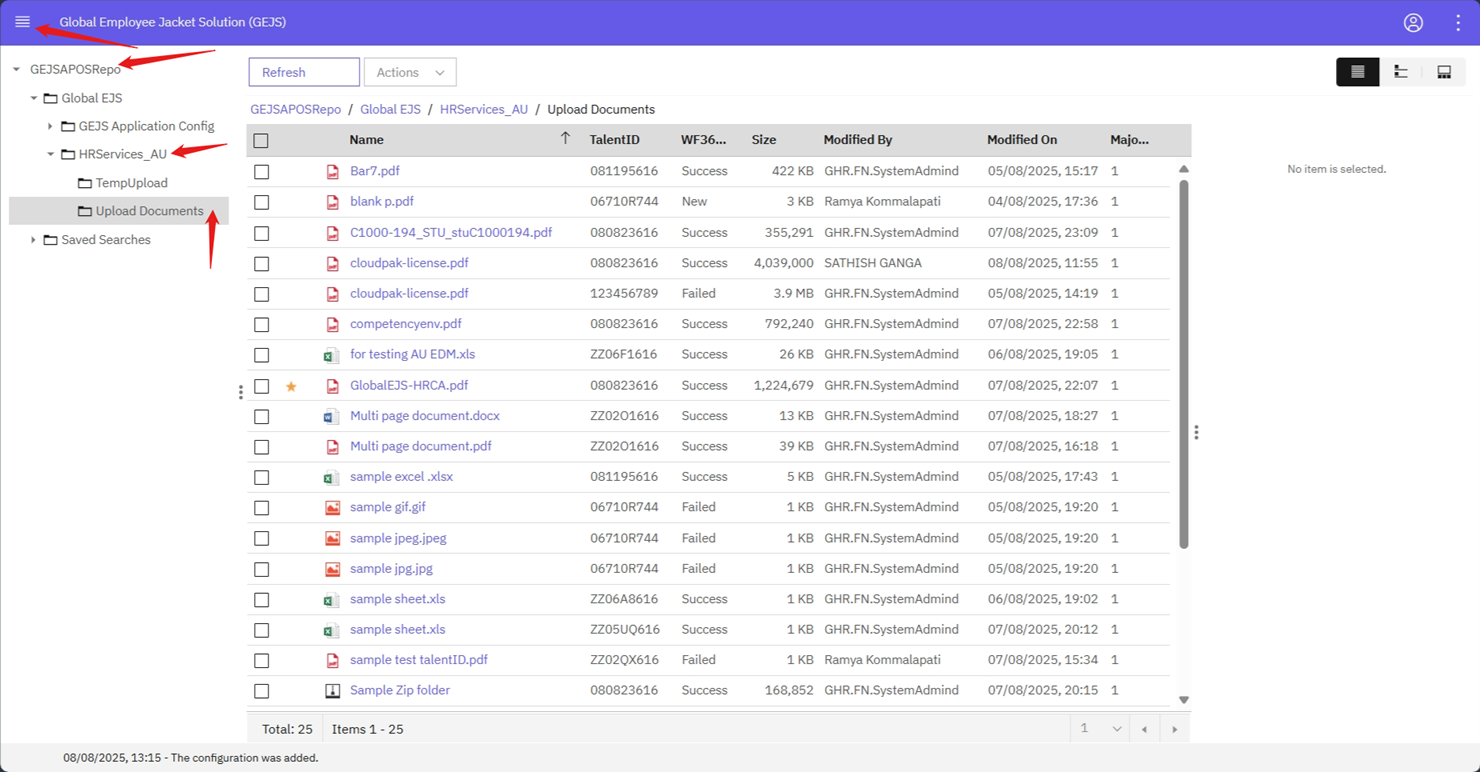 Global Employee Jacket Solution (GEJS)
GEJSAPOSRepo
Global EJS
GEJS Application Config
HRServices_AU
TempUpload
Upload Documents
Saved Searches
Refresh
Actions
GEJSAPOSRepo / Global EJS / HRServices_AU / Upload Documents
Name TalentID WF36... Size Modified By Modified On Majo...
Bar7.pdf 081195616 Success 422 KB GHR.FN.SystemAdmind 05/08/2025, 15:17 1
blank p.pdf 06710R744 New 3 KB Ramya Kommalapati 04/08/2025, 17:36 1
C1000-194_STU_stuC1000194.pdf 080823616 Success 355,291 GHR.FN.SystemAdmind 07/08/2025, 23:09 1
cloudpak-license.pdf 080823616 Success 4,039,000 SATHISH GANGA 08/08/2025, 11:55 1
cloudpak-license.pdf 123456789 Failed 3.9 MB GHR.FN.SystemAdmind 05/08/2025, 14:19 1
competencyenv.pdf 080823616 Success 792,240 GHR.FN.SystemAdmind 07/08/2025, 22:58 1
for testing AU EDM.xls ZZ06F1616 Success 26 KB GHR.FN.SystemAdmind 06/08/2025, 19:05 1
GlobalEJS-HRCA.pdf 080823616 Success 1,224,679 GHR.FN.SystemAdmind 07/08/2025, 22:07 1
Multi page document.docx ZZ02O1616 Success 13 KB GHR.FN.SystemAdmind 07/08/2025, 18:27 1
Multi page document.pdf ZZ02O1616 Success 39 KB GHR.FN.SystemAdmind 07/08/2025, 16:18 1
sample excel .xlsx 081195616 Success 5 KB GHR.FN.SystemAdmind 05/08/2025, 17:43 1
sample gif.gif 06710R744 Failed 1 KB GHR.FN.SystemAdmind 05/08/2025, 19:20 1
sample jpeg.jpeg 06710R744 Failed 1 KB GHR.FN.SystemAdmind 05/08/2025, 19:20 1
sample jpg.jpg 06710R744 Failed 1 KB GHR.FN.SystemAdmind 05/08/2025, 19:20 1
sample sheet.xls ZZ06A8616 Success 1 KB GHR.FN.SystemAdmind 06/08/2025, 19:02 1
sample sheet.xls ZZ05UQ616 Success 1 KB GHR.FN.SystemAdmind 07/08/2025, 20:12 1
sample test talentID.pdf ZZ02QX616 Failed 1 KB Ramya Kommalapati 07/08/2025, 15:34 1
Sample Zip folder 080823616 Success 168,852 GHR.FN.SystemAdmind 07/08/2025, 20:15 1
No item is selected.
Total: 25 Items 1 - 25 1
08/08/2025, 13:15 - The configuration was added.